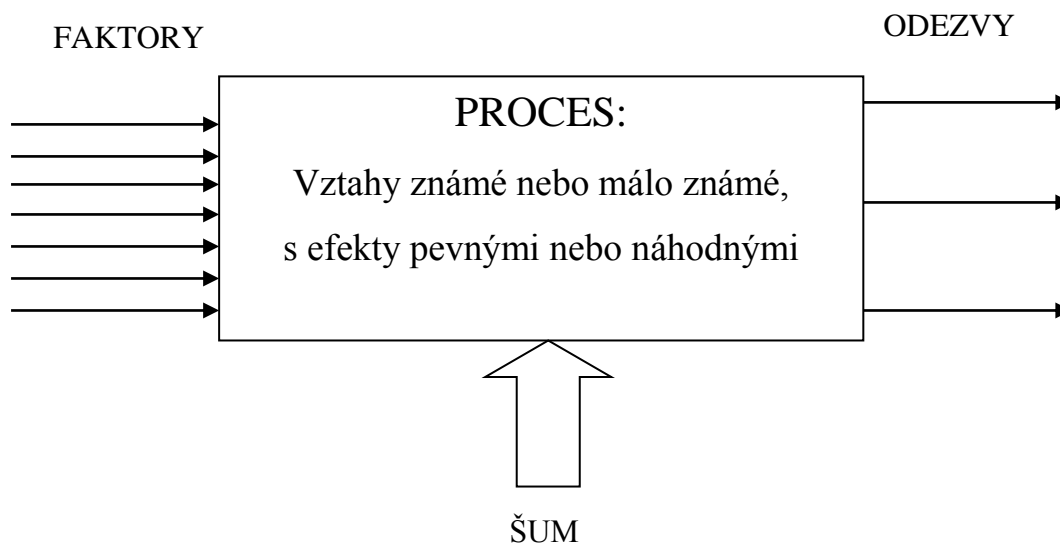 FAKTORY
ODEZVY
PROCES:
Vztahy známé nebo málo známé,
s efekty pevnými nebo náhodnými
ŠUM